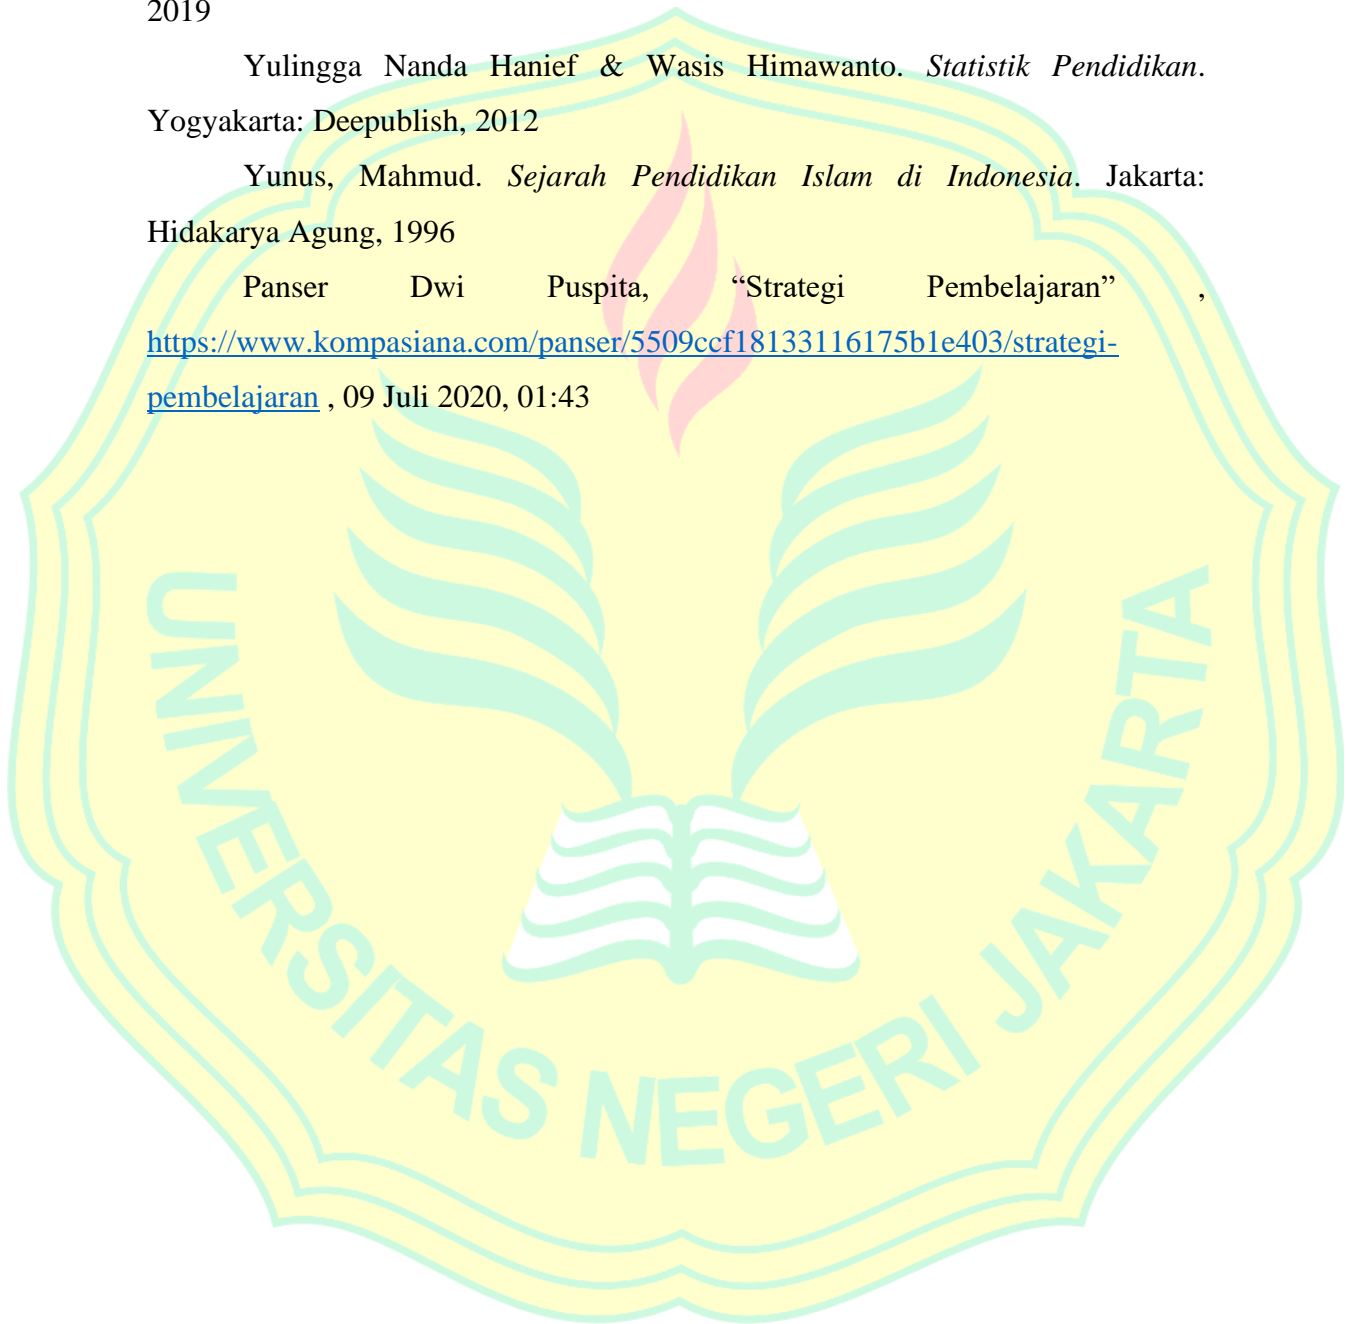 2019
Yulingga Nanda Hanief & Wasis Himawanto. Statistik Pendidikan.
Yogyakarta: Deepublish, 2012
Yunus, Mahmud. Sejarah Pendidikan Islam di Indonesia. Jakarta:
Hidakarya Agung, 1996
Panser Dwi Puspita, “Strategi Pembelajaran” ,
https://www.kompasiana.com/panser/5509ccf18133116175b1e403/strategi-
pembelajaran , 09 Juli 2020, 01:43
UNIVERSITAS NEGERI JAKARTA